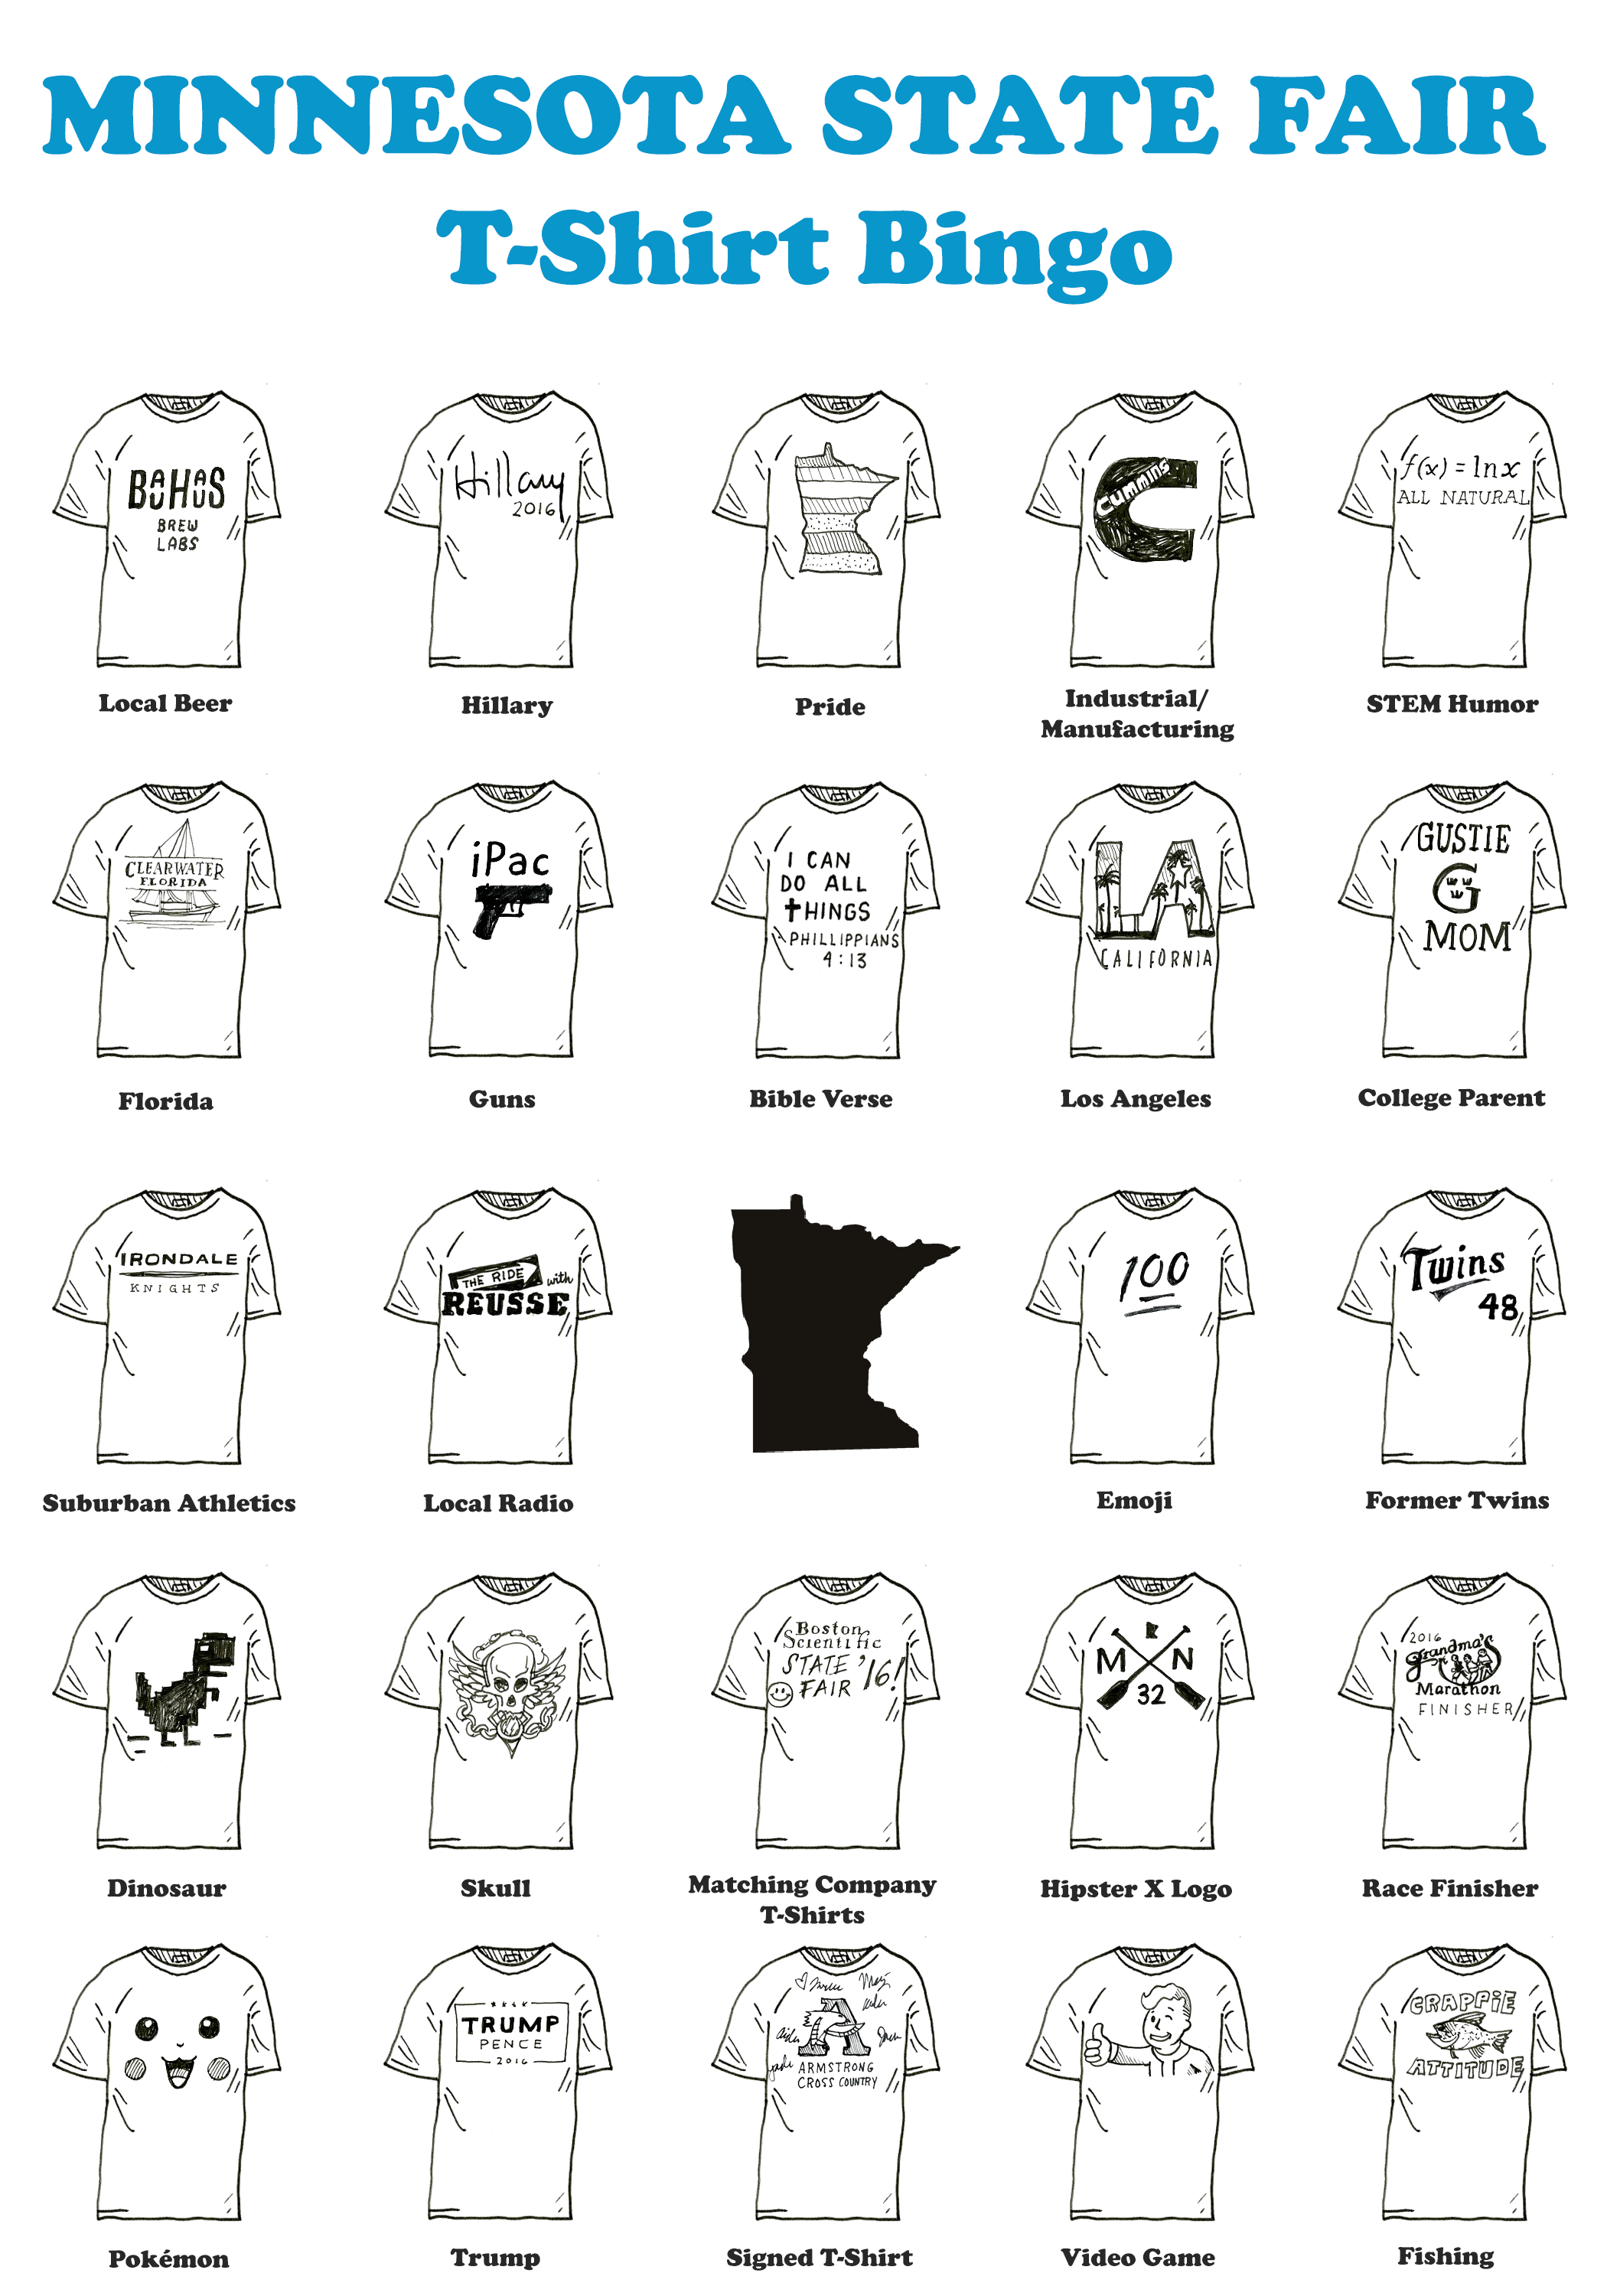 MINNESOTA STATE FAIR
T-Shirt Bingo
BAUHAUS
BREW
LABS
Local Beer
Hillary
2016
Hillary
Pride
CUMMINS
Industrial/
Manufacturing
f(x) = ln x
ALL NATURAL
STEM Humor
CLEARWATER
FLORIDA
Florida
iPac
Guns
I CAN
DO ALL
THINGS
PHILLIPPIANS
4:13
Bible Verse
LA
CALIFORNIA
Los Angeles
GUSTIE
G
MOM
College Parent
IRONDALE
KNIGHTS
Suburban Athletics
THE RIDE with
REUSSE
Local Radio
100
Emoji
Twins
48
Former Twins
Dinosaur
Skull
Boston
Scientific
STATE '16!
FAIR
Matching Company
T-Shirts
M N
32
Hipster X Logo
2016
Grandma's
Marathon
FINISHER
Race Finisher
Pokémon
TRUMP
PENCE
2016
Trump
A
ARMSTRONG
CROSS COUNTRY
Signed T-Shirt
Video Game
CRAPPIE
ATTITUDE
Fishing